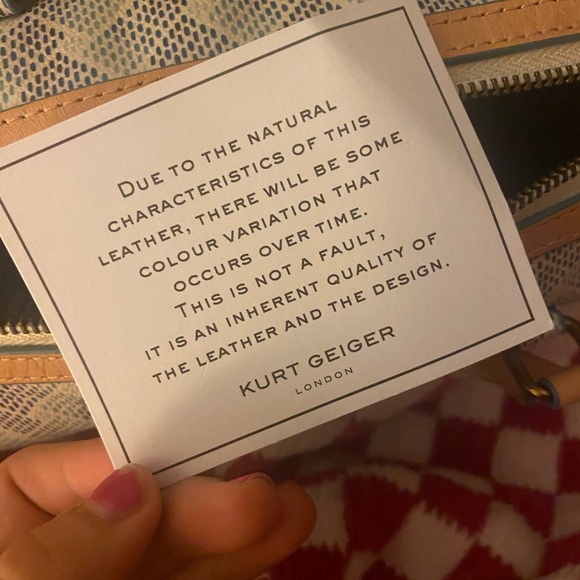 DUE TO THE NATURAL
CHARACTERISTICS OF THIS
LEATHER, THERE WILL BE SOME
COLOUR VARIATION THAT
OCCURS OVER TIME.
THIS IS NOT A FAULT,
IT IS AN INHERENT QUALITY OF
THE LEATHER AND THE DESIGN.
KURT GEIGER
LONDON